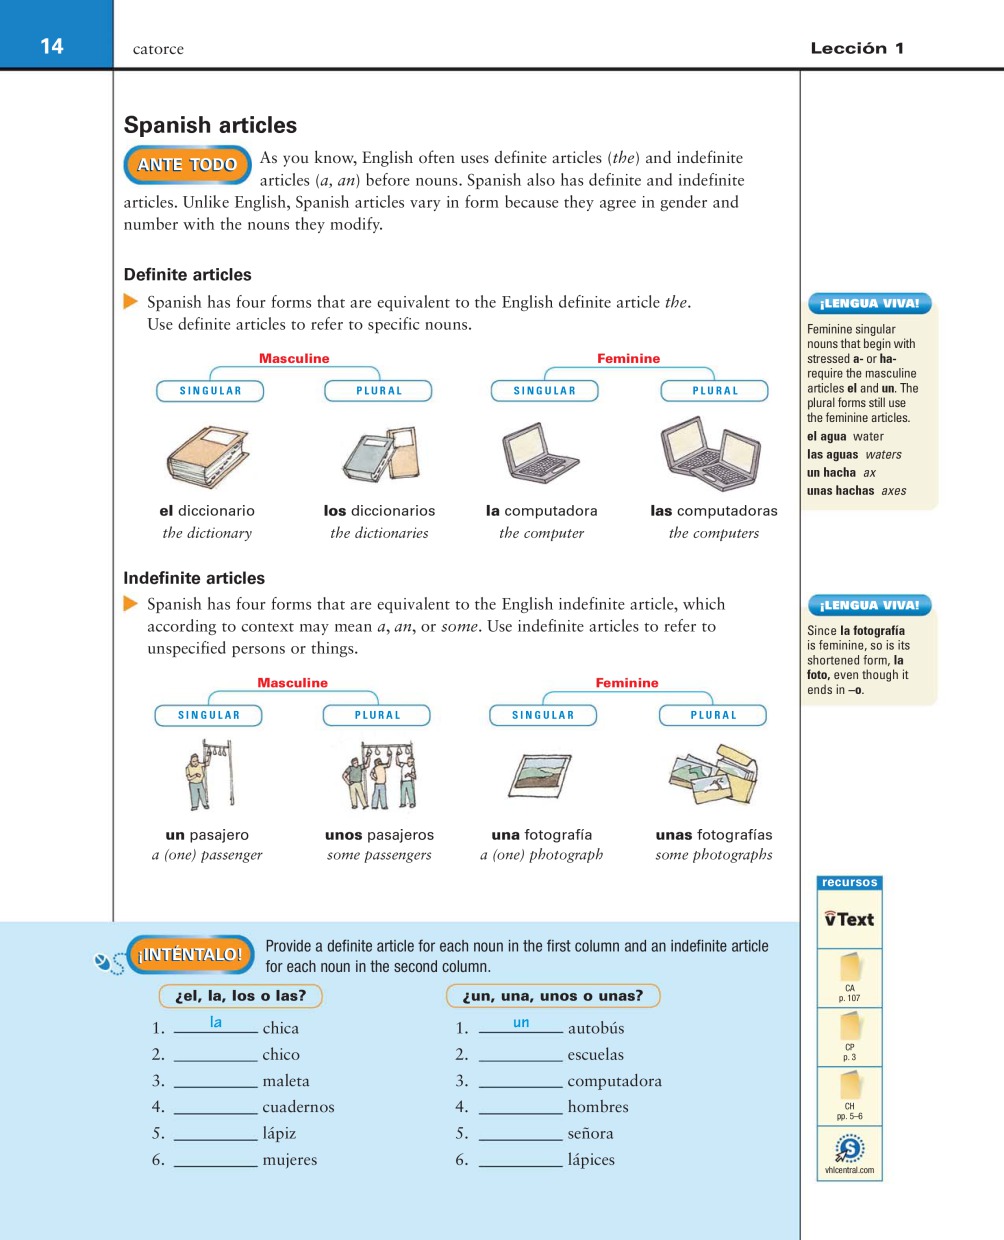 14
catorce
Lección 1
Spanish articles
ANTE TODO
As you know, English often uses definite articles (the) and indefinite
articles (a, an) before nouns. Spanish also has definite and indefinite
articles. Unlike English, Spanish articles vary in form because they agree in gender and
number with the nouns they modify.
Definite articles
Spanish has four forms that are equivalent to the English definite article the.
Use definite articles to refer to specific nouns.
Masculine
Feminine
SINGULAR
PLURAL
SINGULAR
PLURAL
el diccionario
los diccionarios
la computadora
las computadoras
the dictionary
the dictionaries
the computer
the computers
¡LENGUA VIVA!
Feminine singular
nouns that begin with
stressed a- or ha-
require the masculine
articles el and un. The
plural forms still use
the feminine articles.
el agua water
las aguas waters
un hacha ax
unas hachas axes
Indefinite articles
Spanish has four forms that are equivalent to the English indefinite article, which
according to context may mean a, an, or some. Use indefinite articles to refer to
unspecified persons or things.
Masculine
Feminine
SINGULAR
PLURAL
SINGULAR
PLURAL
un pasajero
unos pasajeros
una fotografía
unas fotografías
a (one) passenger
some passengers
a (one) photograph
some photographs
¡LENGUA VIVA!
Since la fotografía
is feminine, so is its
shortened form, la
foto, even though it
ends in –o.
¡INTÉNTALO!
Provide a definite article for each noun in the first column and an indefinite article
for each noun in the second column.
¿el, la, los o las?
1. la chica
2. ________ chico
3. ________ maleta
4. ________ cuadernos
5. ________ lápiz
6. ________ mujeres
¿un, una, unos o unas?
1. un autobús
2. ________ escuelas
3. ________ computadora
4. ________ hombres
5. ________ señora
6. ________ lápices
recursos
vText
CA
p. 107
CP
p. 3
CH
pp. 5–6
S
vhlcentral.com